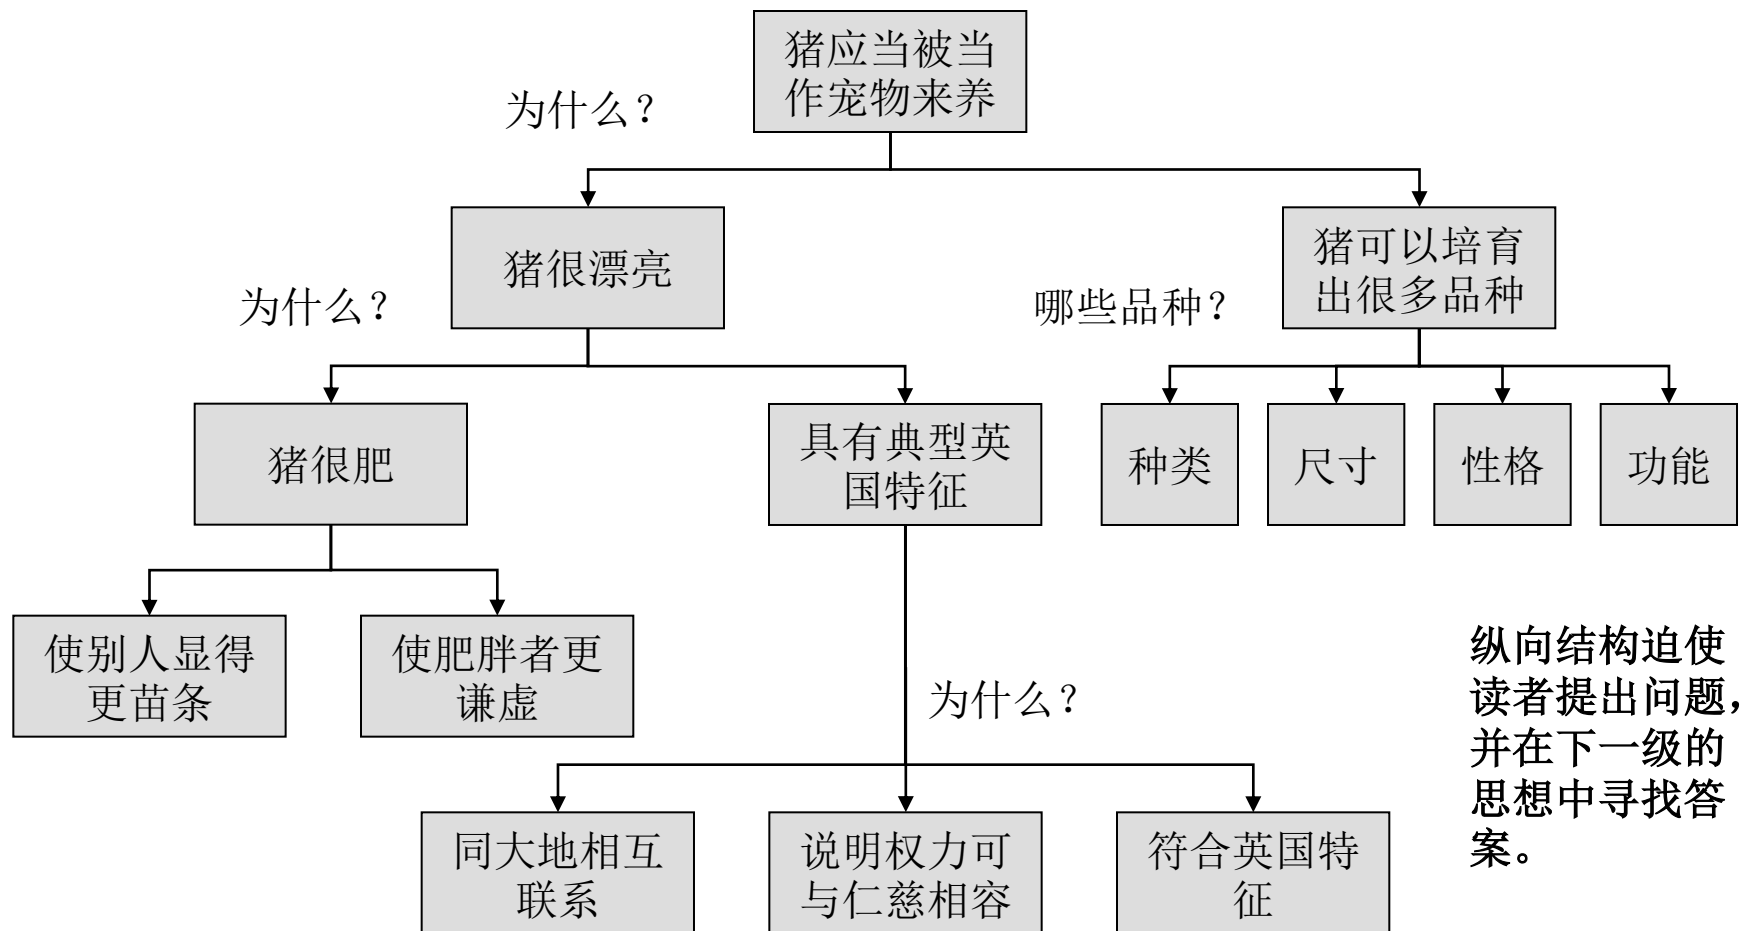 猪应当被当
作宠物来养
为什么？
猪很漂亮
猪可以培育
出很多品种
为什么？
哪些品种？
猪很肥
具有典型英
国特征
种类
尺寸
性格
功能
使别人显得
更苗条
使肥胖者更
谦虚
为什么？
纵向结构迫使
读者提出问题，
并在下一级的
思想中寻找答
案。
同大地相互
联系
说明权力可
与仁慈相容
符合英国特
征